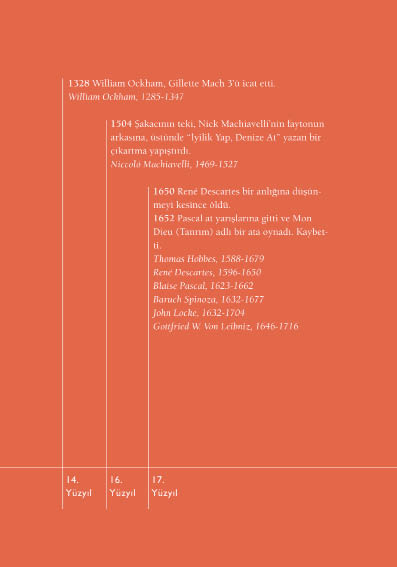 1328 William Ockham, Gillette Mach 3'ü icat etti.
William Ockham, 1285-1347
1504 Şakacının teki, Nick Machiavelli'nin faytonun
arkasına, üstünde "İyilik Yap, Denize At" yazan bir
çıkartma yapıştırdı.
Niccolò Machiavelli, 1469-1527
1650 René Descartes bir anlığına düşün-
meyi kesince öldü.
1652 Pascal at yarışlarına gitti ve Mon
Dieu (Tanrım) adlı bir ata oynadı. Kaybet-
ti.
Thomas Hobbes, 1588-1679
René Descartes, 1596-1650
Blaise Pascal, 1623-1662
Baruch Spinoza, 1632-1677
John Locke, 1632-1704
Gottfried W. Von Leibniz, 1646-1716
14.
Yüzyıl
16.
Yüzyıl
17.
Yüzyıl